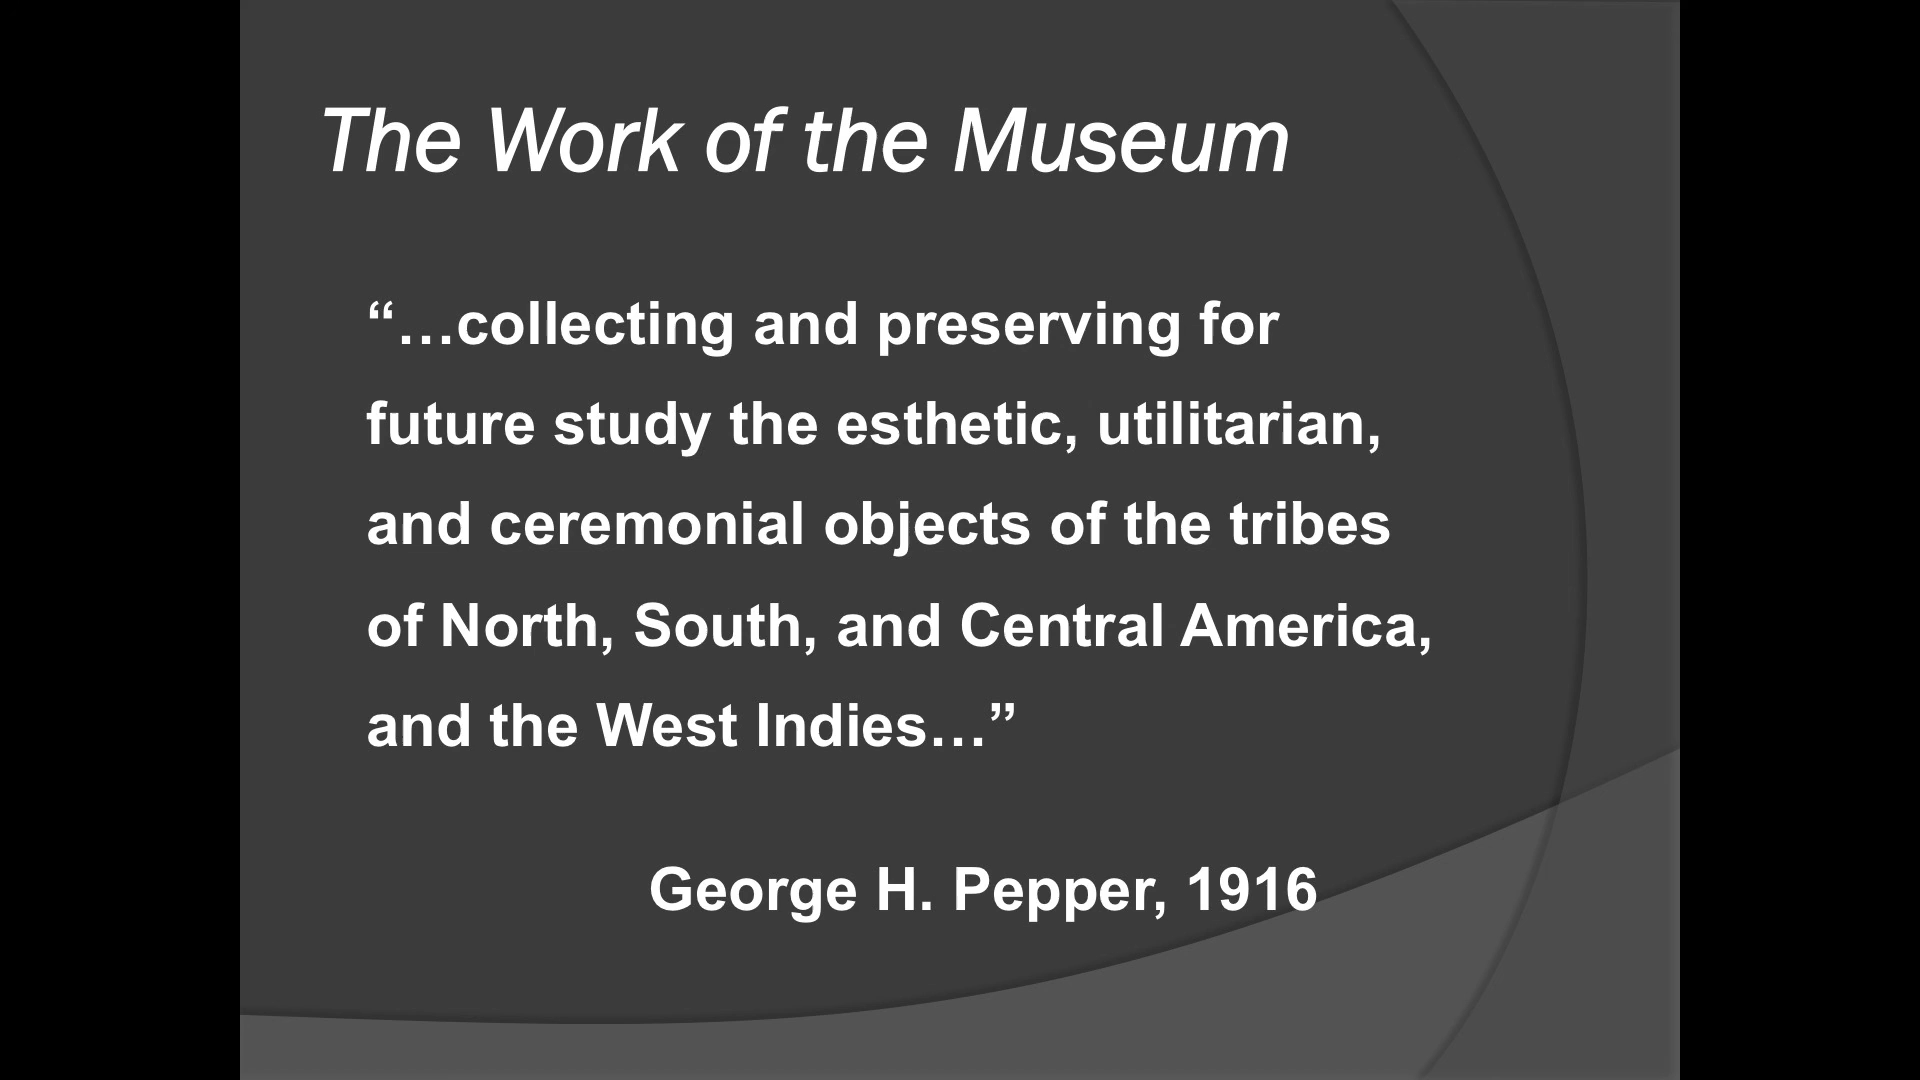 The Work of the Museum
“…collecting and preserving for
future study the esthetic, utilitarian,
and ceremonial objects of the tribes
of North, South, and Central America,
and the West Indies…”
George H. Pepper, 1916